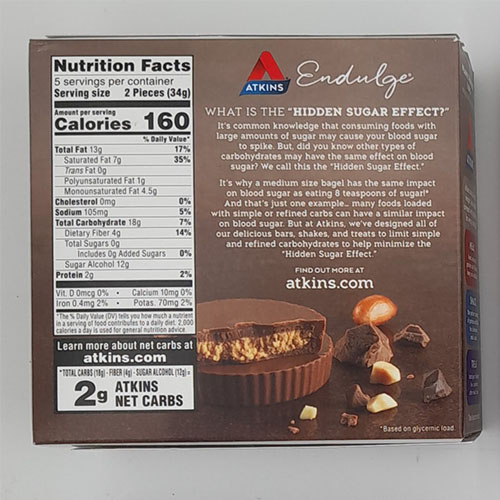 Nutrition Facts
5 servings per container
Serving size 2 Pieces (34g)
Amount per serving
Calories 160
% Daily Value*
Total Fat 13g 17%
Saturated Fat 7g 35%
Trans Fat 0g
Polyunsaturated Fat 1g
Monounsaturated Fat 4.5g
Cholesterol 0mg 0%
Sodium 105mg 5%
Total Carbohydrate 18g 7%
Dietary Fiber 4g 14%
Total Sugars 0g
Includes 0g Added Sugars 0%
Sugar Alcohol 12g
Protein 2g 2%
Vit. D 0mcg 0% • Calcium 10mg 0%
Iron 0.4mg 2% • Potas. 70mg 2%
*The % Daily Value (DV) tells you how much a nutrient
in a serving of food contributes to a daily diet. 2,000
calories a day is used for general nutrition advice.
Learn more about net carbs at
atkins.com
*TOTAL CARBS (18g) - FIBER (4g) - SUGAR ALCOHOL (12g) =
2g ATKINS
NET CARBS
ATKINS
Endulge
WHAT IS THE "HIDDEN SUGAR EFFECT?"
It's common knowledge that consuming foods with
large amounts of sugar may cause your blood sugar
to spike. But, did you know other types of
carbohydrates may have the same effect on blood
sugar? We call this the "Hidden Sugar Effect."
It's why a medium size bagel has the same impact
on blood sugar as eating 8 teaspoons of sugar!*
And that's just one example... many foods loaded
with simple or refined carbs can have a similar impact
on blood sugar. But at Atkins, we've designed all of
our delicious bars, shakes, and treats to limit simple
and refined carbohydrates to help minimize the
"Hidden Sugar Effect."
FIND OUT MORE AT
atkins.com
*Based on glycemic load.